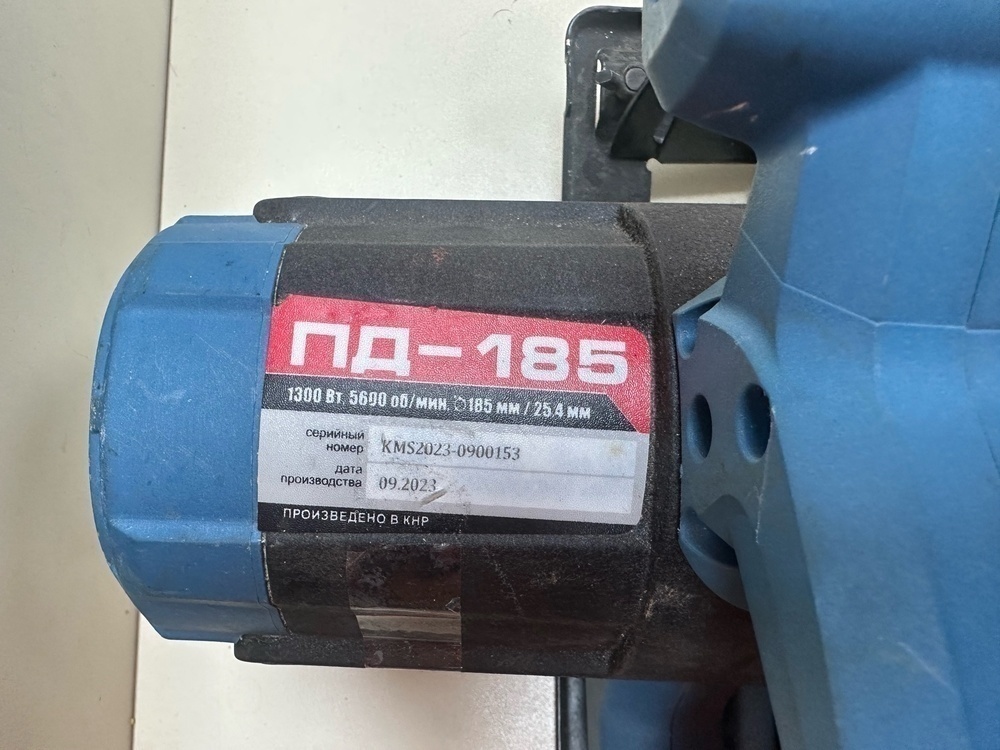 ПД-185
1300 Вт, 5600 об/мин. ⌀185 мм / 25.4 мм
серийный
номер
KMS2023-0900153
дата
производства
09.2023
ПРОИЗВЕДЕНО В КНР